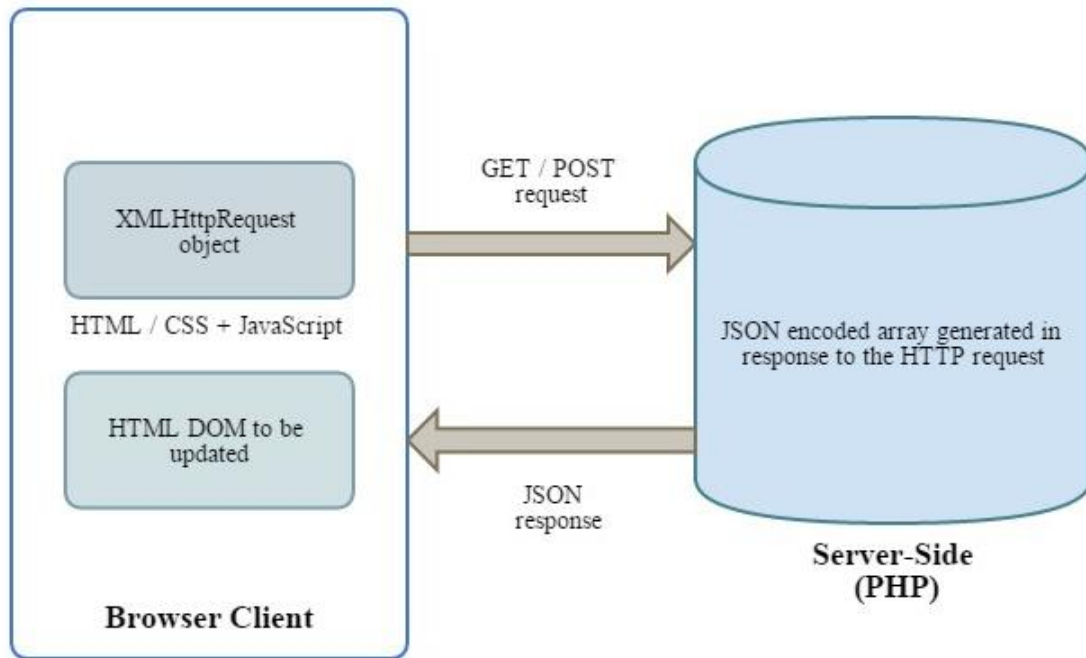 XMLHttpRequest
object
HTML / CSS + JavaScript
HTML DOM to be
updated
Browser Client
GET / POST
request
JSON
response
JSON encoded array generated in
response to the HTTP request
Server-Side
(PHP)